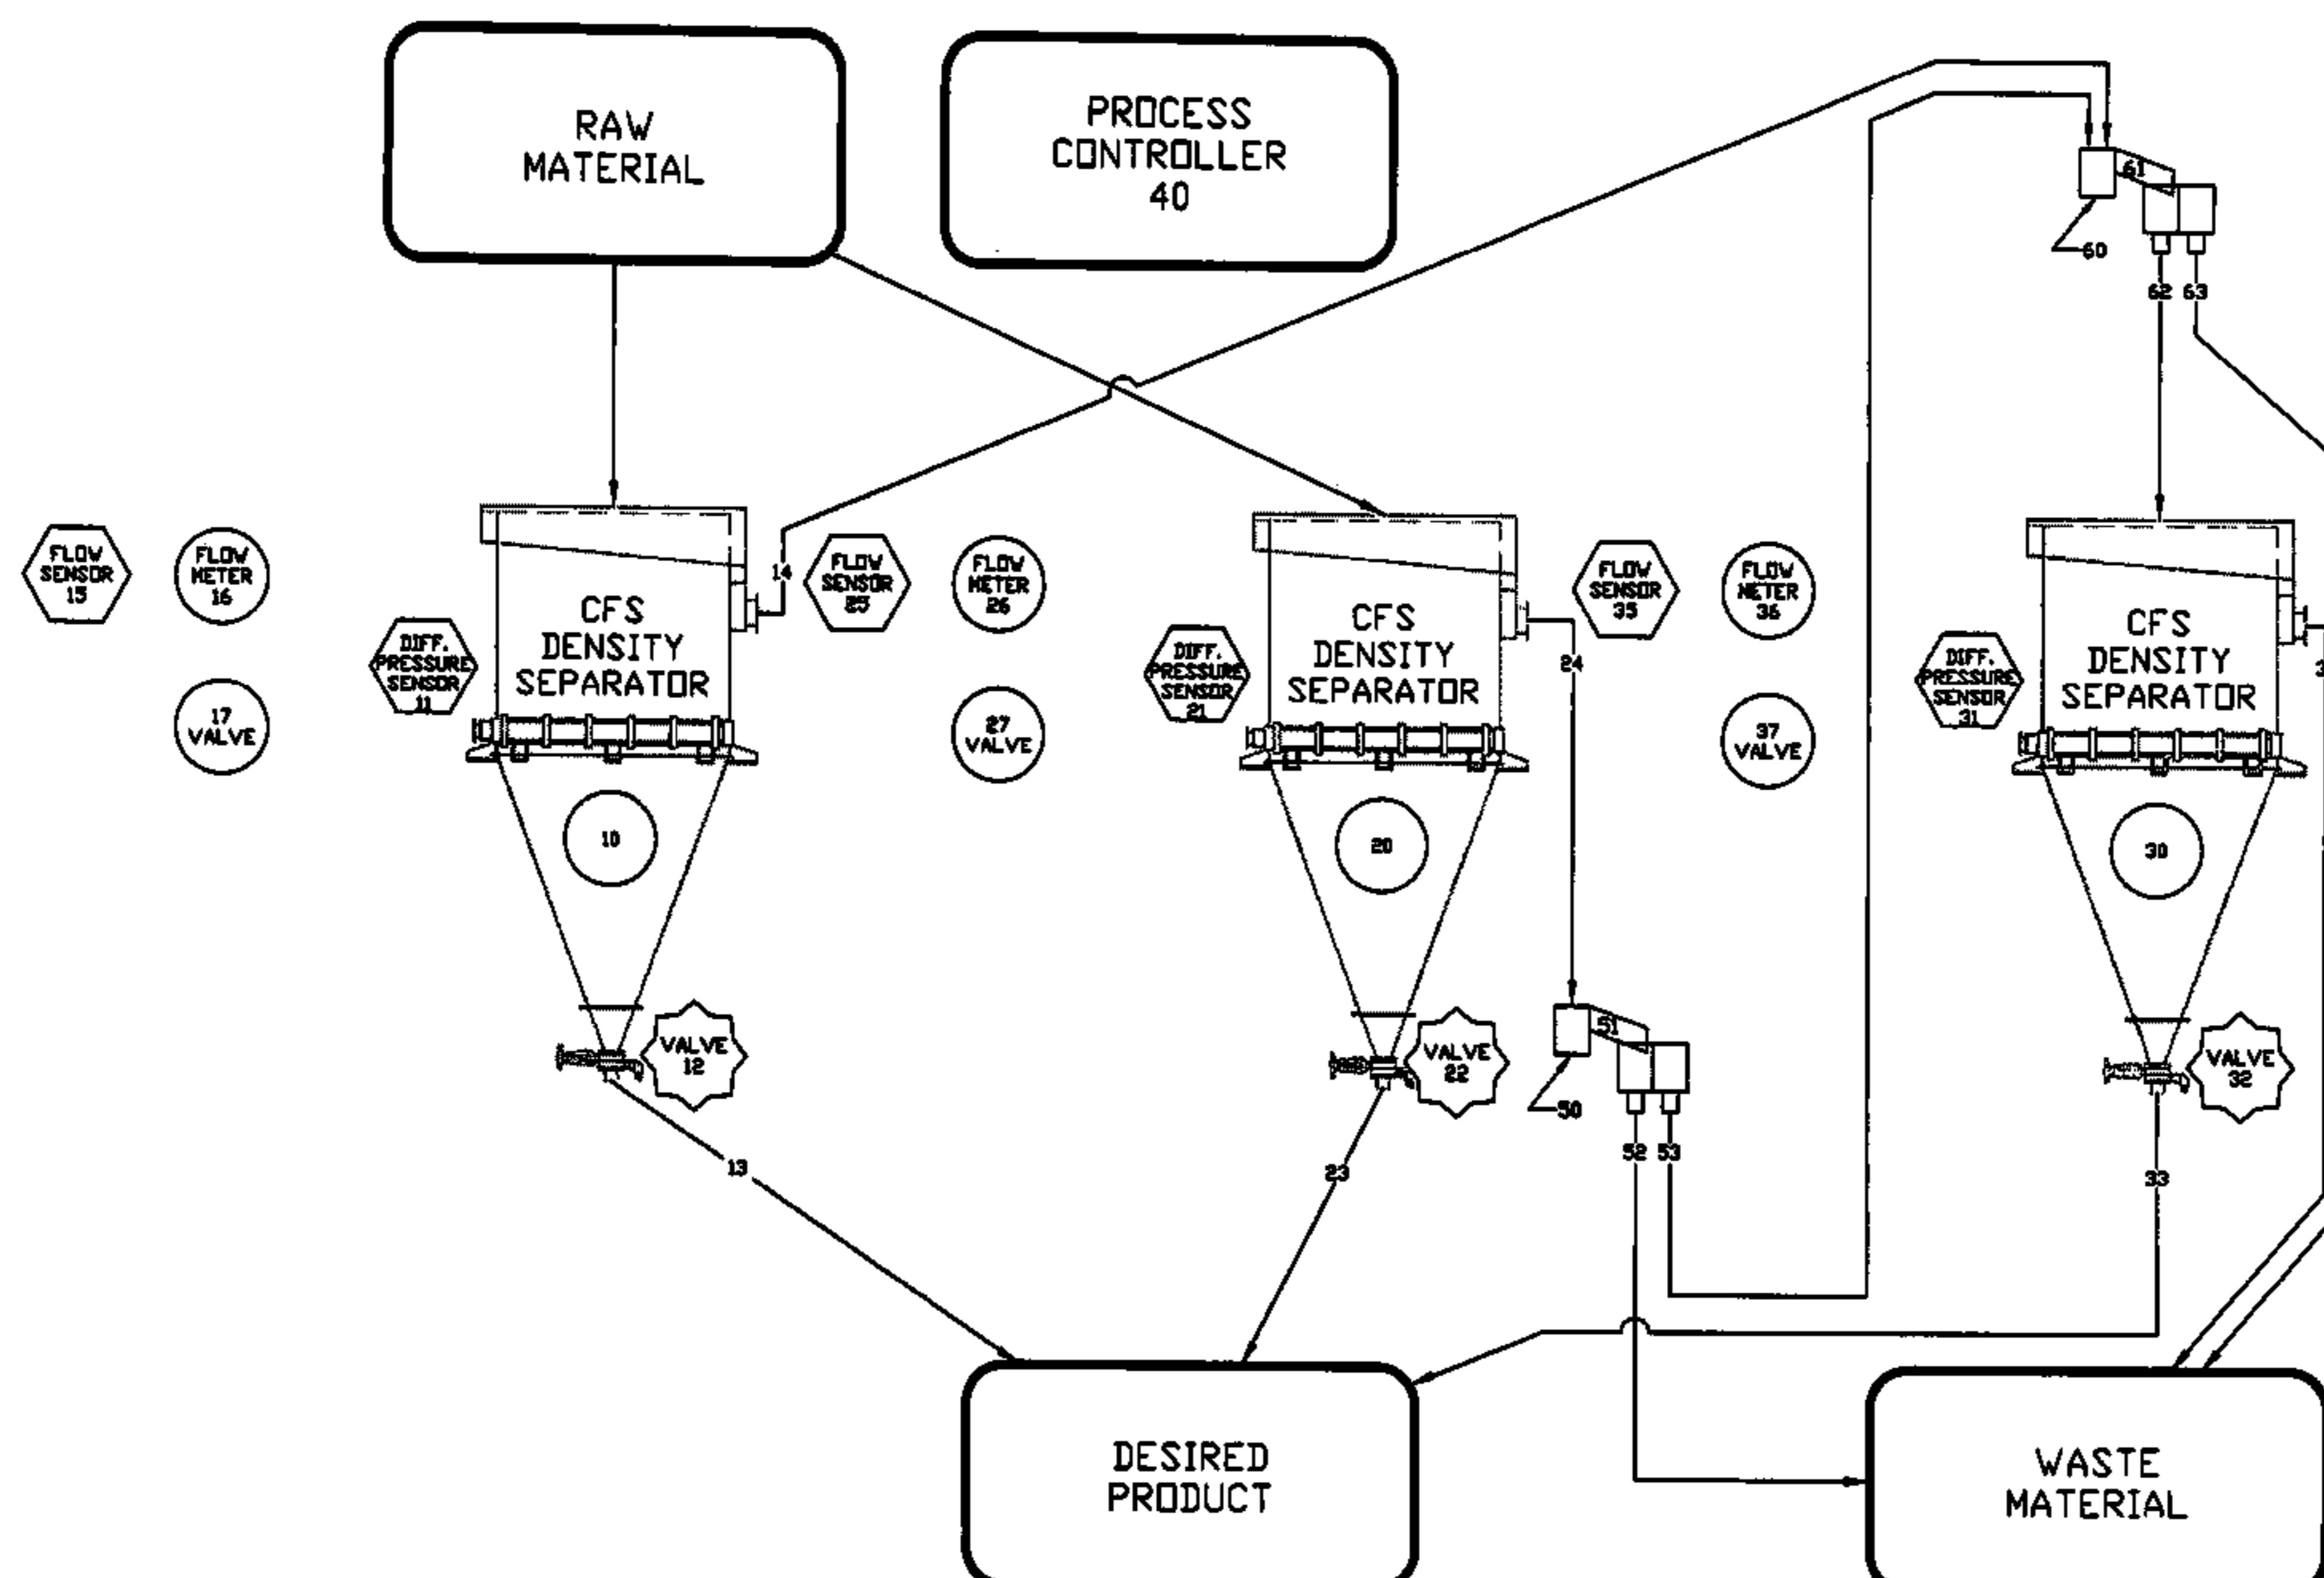 RAW
MATERIAL
PROCESS
CONTROLLER
40
61
60
62
63
FLOW
SENSOR
15
FLOW
METER
16
14
FLOW
SENSOR
25
FLOW
METER
26
FLOW
SENSOR
35
FLOW
METER
36
DIFF.
PRESSURE
SENSOR
11
CFS
DENSITY
SEPARATOR
DIFF.
PRESSURE
SENSOR
21
CFS
DENSITY
SEPARATOR
24
DIFF.
PRESSURE
SENSOR
31
CFS
DENSITY
SEPARATOR
17
VALVE
27
VALVE
37
VALVE
10
20
30
VALVE
12
VALVE
22
51
50
VALVE
32
13
23
52
53
33
DESIRED
PRODUCT
WASTE
MATERIAL